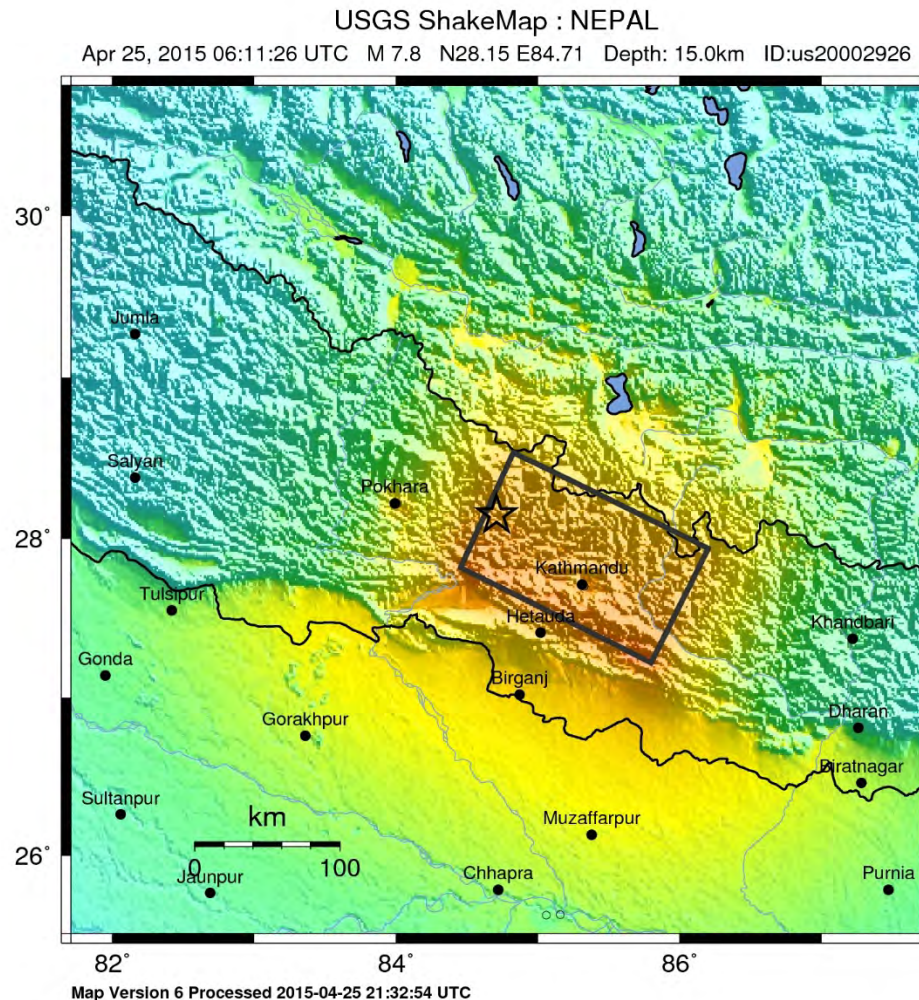 USGS ShakeMap : NEPAL
Apr 25, 2015 06:11:26 UTC M 7.8 N28.15 E84.71 Depth: 15.0km ID:us20002926
30°
Jumla
Salyan
Pokhara
28°
Kathmandu
Tulsipur
Hetauda
Khandbari
Gonda
Birganj
Gorakhpur
Dharan
Biratnagar
Sultanpur
km
Muzaffarpur
26°
0 100
Jaunpur
Chhapra
Purnia
82° 84° 86°
Map Version 6 Processed 2015-04-25 21:32:54 UTC